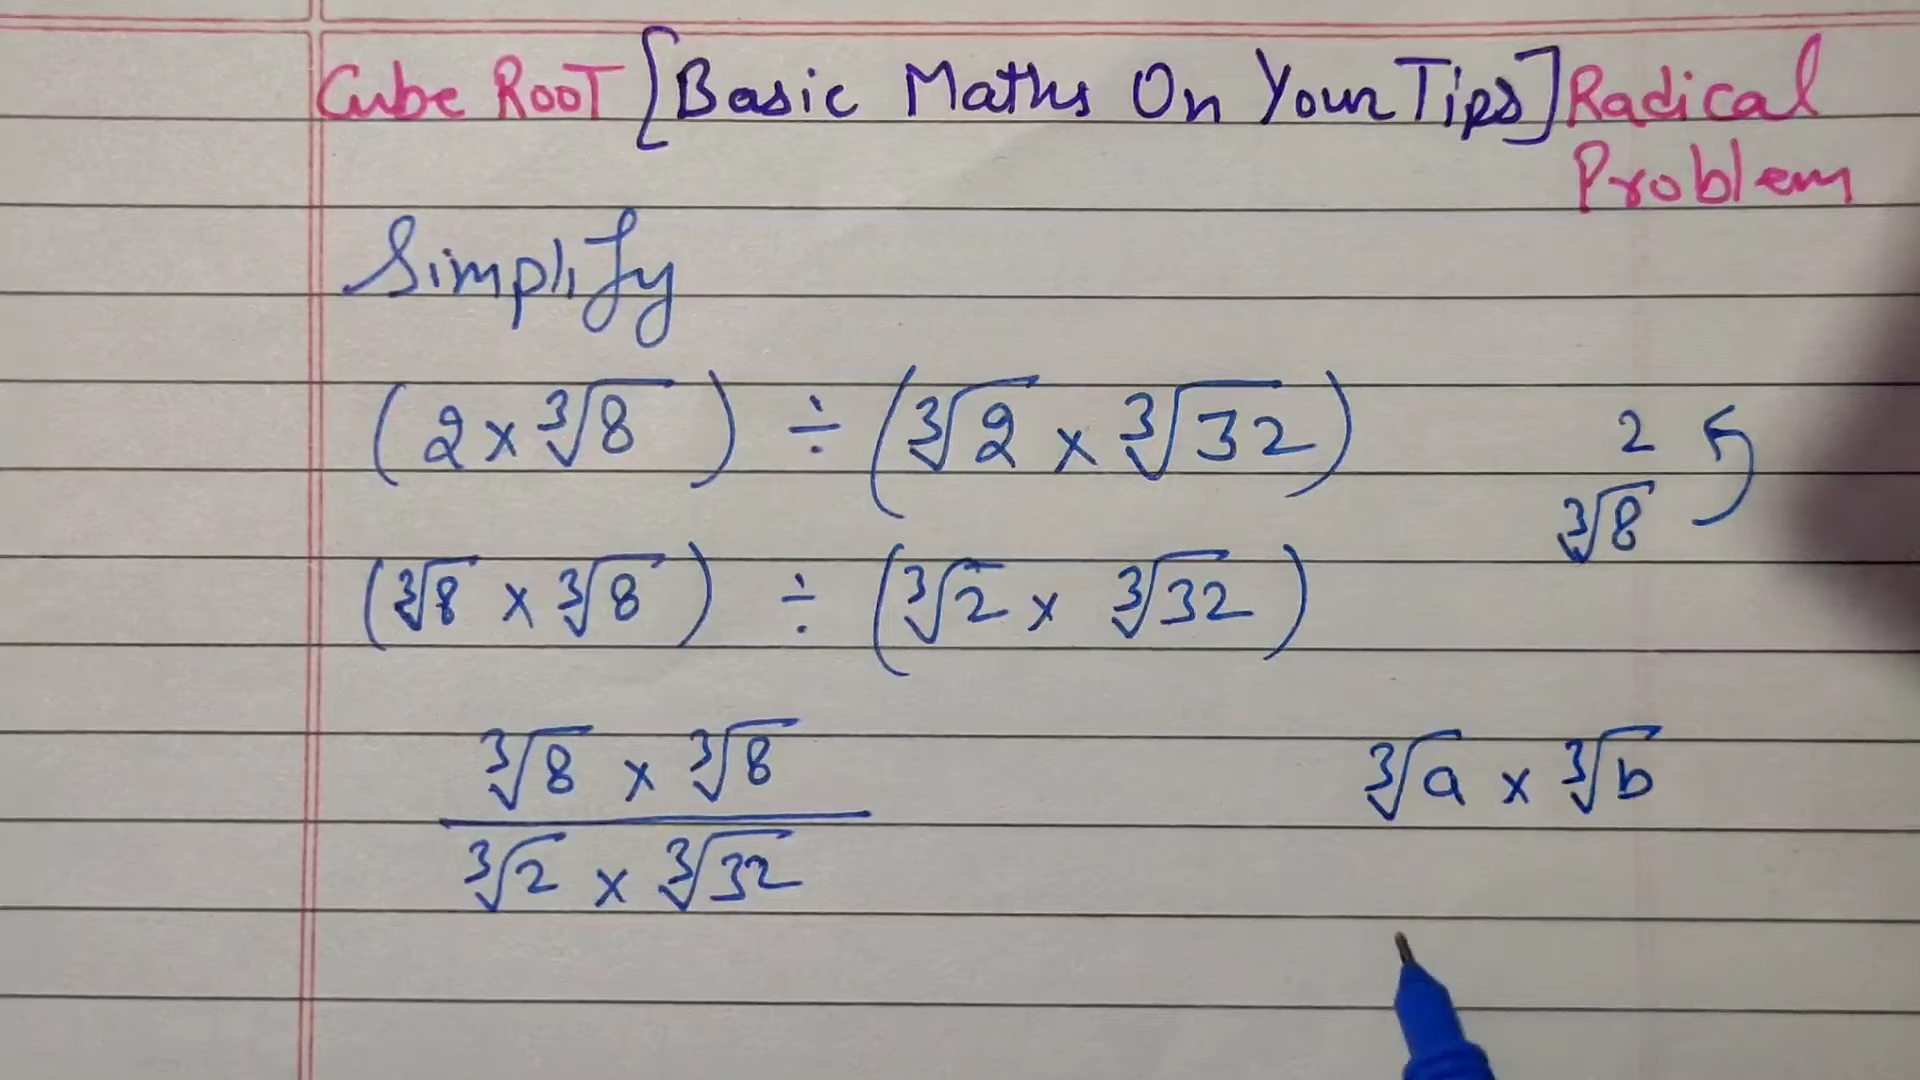 Cube RooT [Basic Maths On Your Tips] Radical
Problem
Simplify
(2 × ∛8) ÷ (∛2 × ∛32)
2
∛8
(∛8 × ∛8) ÷ (∛2 × ∛32)
∛8 × ∛8
∛2 × ∛32
∛a × ∛b